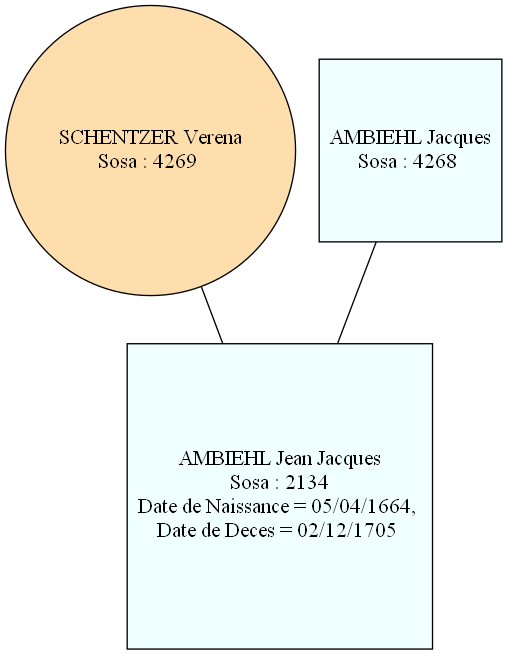 SCHENTZER Verena
Sosa : 4269
AMBIEHL Jacques
Sosa : 4268
AMBIEHL Jean Jacques
Sosa : 2134
Date de Naissance = 05/04/1664,
Date de Deces = 02/12/1705